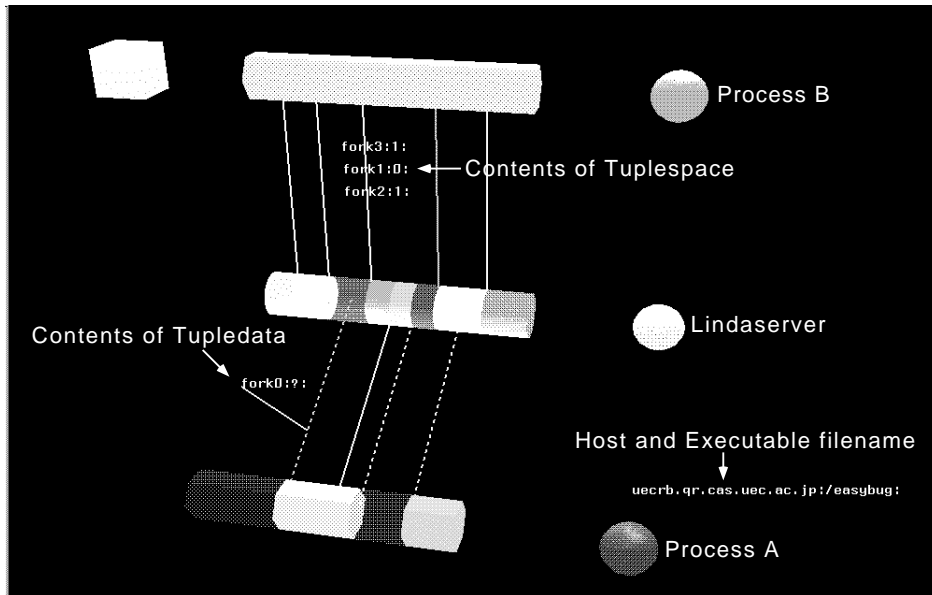 Process B
fork3:1:
fork1:0:
Contents of Tuplespace
fork2:1:
Lindaserver
Contents of Tupledata
fork0:?:
Host and Executable filename
uecrb.qr.cas.uec.ac.jp:/easybug:
Process A